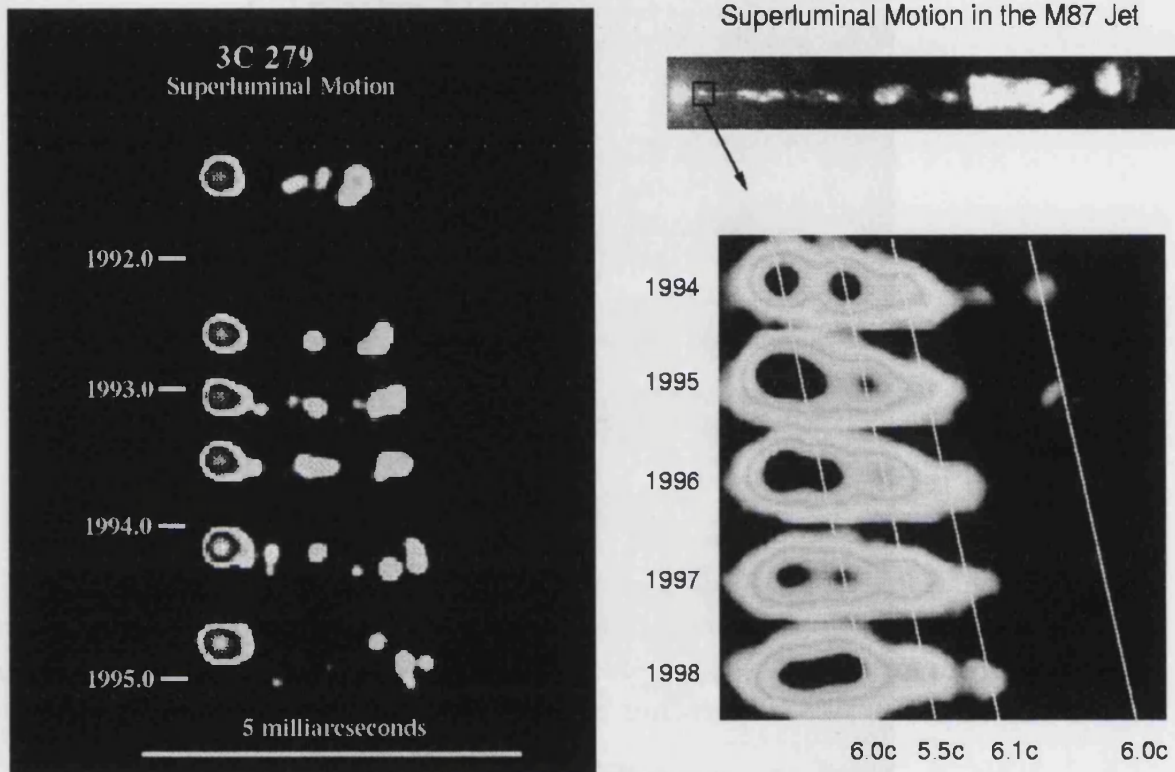 3C 279
Superluminal Motion
1992.0
1993.0
1994.0
1995.0
5 milliarcseconds
Superluminal Motion in the M87 Jet
1994
1995
1996
1997
1998
6.0c 5.5c 6.1c 6.0c